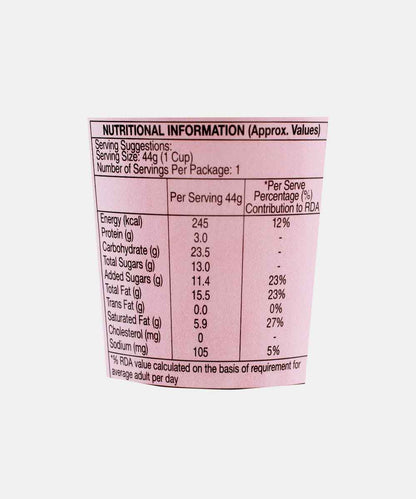 NUTRITIONAL INFORMATION (Approx. Values)
Serving Suggestions:
Serving Size: 44g (1 Cup)
Number of Servings Per Package: 1
Per Serving 44g
*Per Serve
Percentage (%)
Contribution to RDA
Energy (kcal) 245 12%
Protein (g) 3.0 -
Carbohydrate (g) 23.5 -
Total Sugars (g) 13.0 -
Added Sugars (g) 11.4 23%
Total Fat (g) 15.5 23%
Trans Fat (g) 0.0 0%
Saturated Fat (g) 5.9 27%
Cholesterol (mg) 0 -
Sodium (mg) 105 5%
*% RDA value calculated on the basis of requirement for
average adult per day